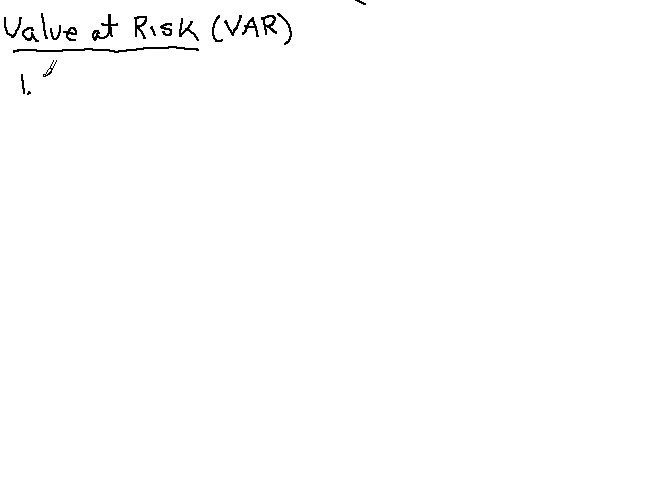 Value at Risk (VAR)
1.